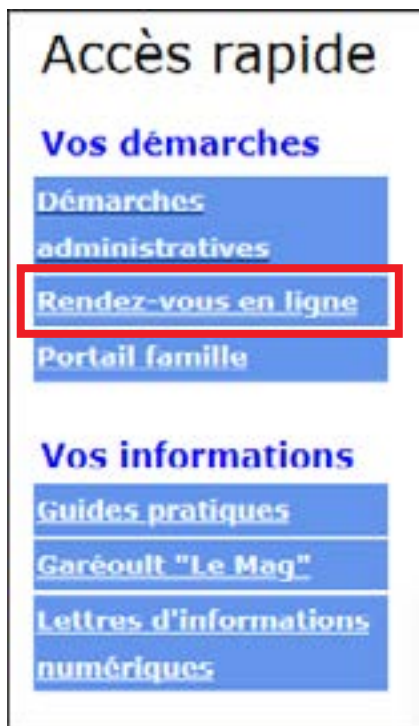 Accès rapide
Vos démarches
Démarches
administratives
Rendez-vous en ligne
Portail famille
Vos informations
Guides pratiques
Garéoult "Le Mag"
Lettres d'informations
numériques